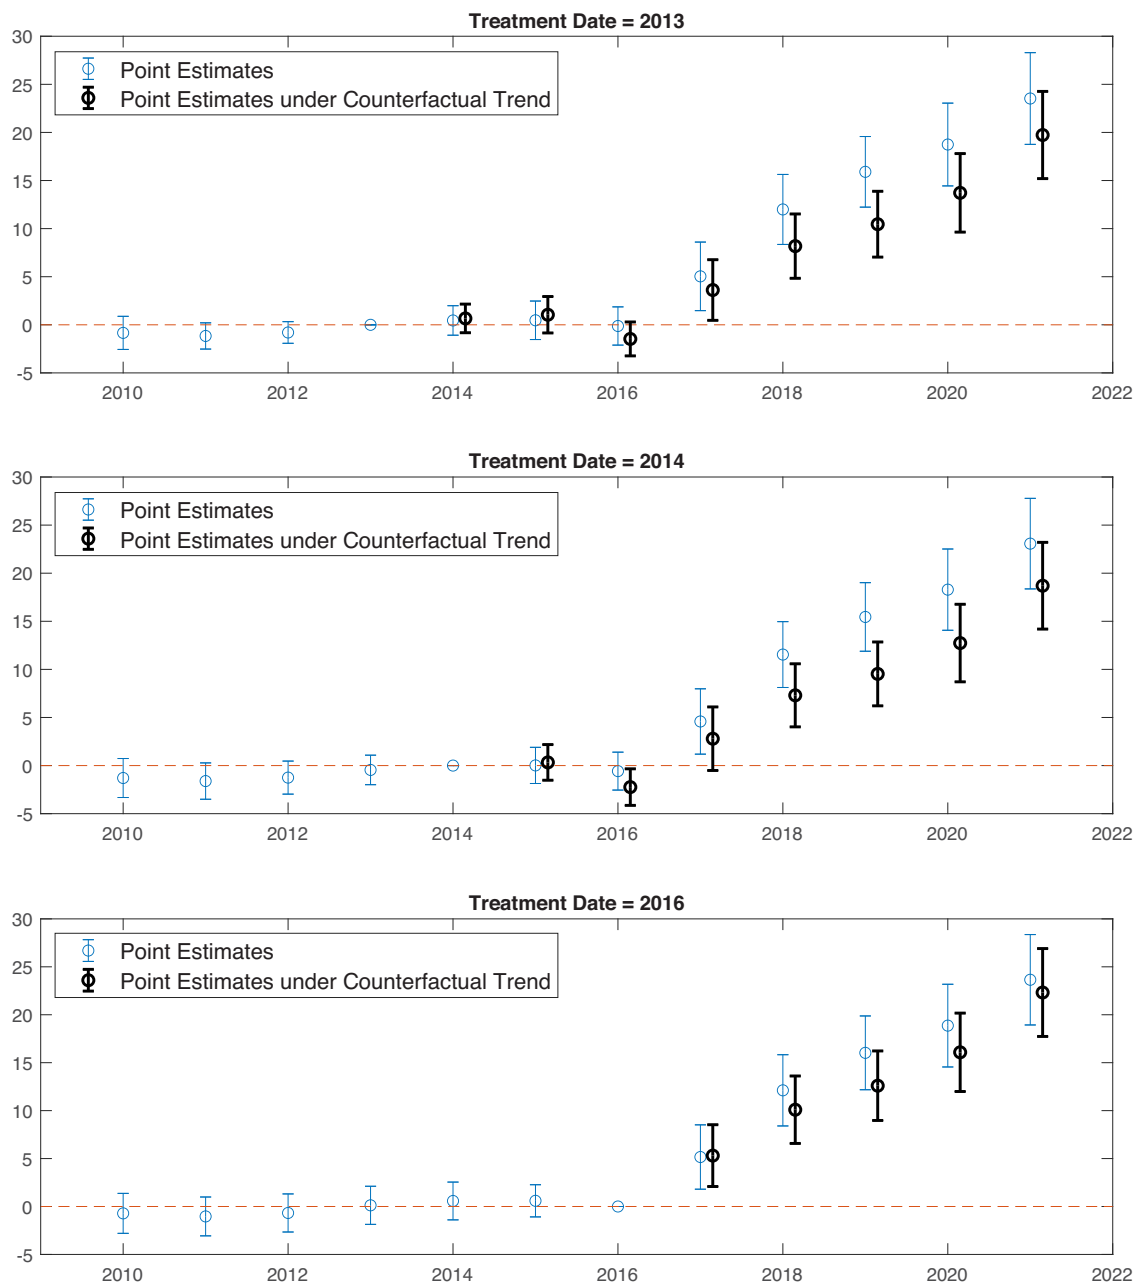 Treatment Date = 2013
30
25
20
15
10
5
0
-5
Point Estimates
Point Estimates under Counterfactual Trend
2010 2012 2014 2016 2018 2020 2022
Treatment Date = 2014
30
25
20
15
10
5
0
-5
Point Estimates
Point Estimates under Counterfactual Trend
2010 2012 2014 2016 2018 2020 2022
Treatment Date = 2016
30
25
20
15
10
5
0
-5
Point Estimates
Point Estimates under Counterfactual Trend
2010 2012 2014 2016 2018 2020 2022